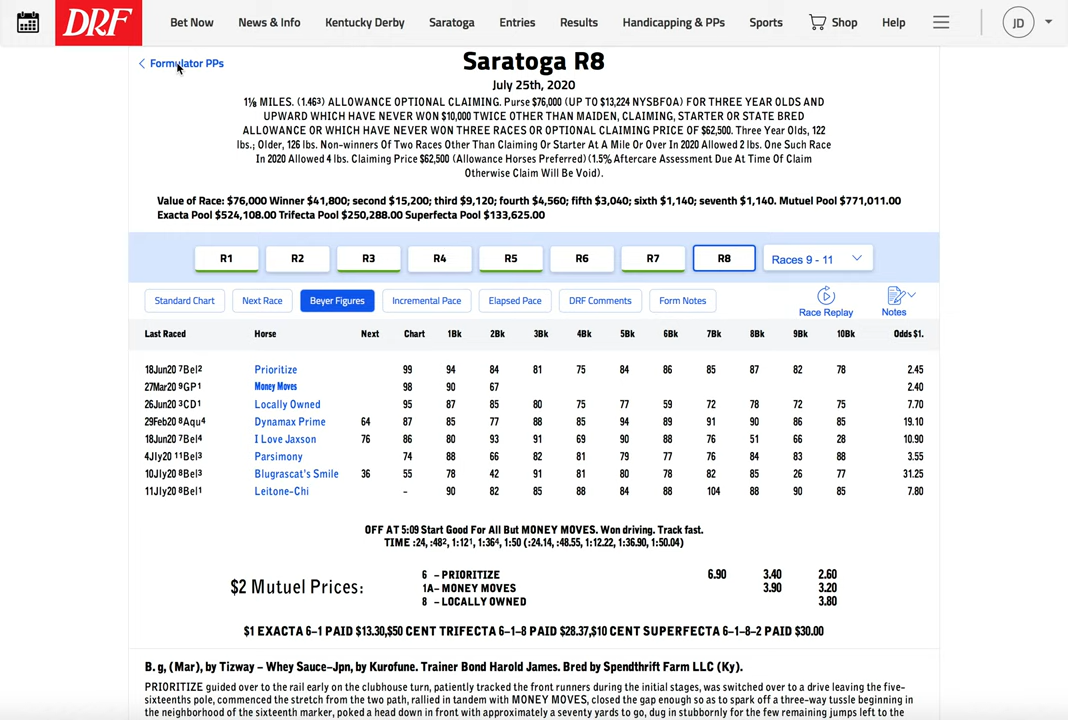 DRF Bet Now News & Info Kentucky Derby Saratoga Entries Results Handicapping & PPs Sports Shop Help JD
Formulator PPs
Saratoga R8
July 25th, 2020
1⅛ MILES. (1.46³) ALLOWANCE OPTIONAL CLAIMING. Purse $76,000 (UP TO $13,224 NYSBFOA) FOR THREE YEAR OLDS AND
UPWARD WHICH HAVE NEVER WON $10,000 TWICE OTHER THAN MAIDEN, CLAIMING, STARTER OR STATE BRED
ALLOWANCE OR WHICH HAVE NEVER WON THREE RACES OR OPTIONAL CLAIMING PRICE OF $62,500. Three Year Olds, 122
lbs.; Older, 126 lbs. Non-winners Of Two Races Other Than Claiming Or Starter At A Mile Or Over In 2020 Allowed 2 lbs. One Such Race
In 2020 Allowed 4 lbs. Claiming Price $62,500 (Allowance Horses Preferred) (1.5% Aftercare Assessment Due At Time Of Claim
Otherwise Claim Will Be Void).
Value of Race: $76,000 Winner $41,800; second $15,200; third $9,120; fourth $4,560; fifth $3,040; sixth $1,140; seventh $1,140. Mutuel Pool $771,011.00
Exacta Pool $524,108.00 Trifecta Pool $250,288.00 Superfecta Pool $133,625.00
R1 R2 R3 R4 R5 R6 R7 R8 Races 9 - 11
Standard Chart Next Race Beyer Figures Incremental Pace Elapsed Pace DRF Comments Form Notes Race Replay Notes
Last Raced Horse Next Chart 1Bk 2Bk 3Bk 4Bk 5Bk 6Bk 7Bk 8Bk 9Bk 10Bk Odds $1.
18Jun20 ⁷Bel² Prioritize 99 94 84 81 75 84 86 85 87 82 78 2.45
27Mar20 ⁹GP¹ Money Moves 98 90 67 2.40
26Jun20 ³CD¹ Locally Owned 95 87 85 80 75 77 59 72 78 72 75 7.70
29Feb20 ⁸Aqu⁴ Dynamax Prime 64 87 85 77 88 85 94 89 91 90 86 85 19.10
18Jun20 ⁷Bel⁴ I Love Jaxson 76 86 80 93 91 69 90 88 76 51 66 28 10.90
4Jly20 ¹¹Bel³ Parsimony 74 88 66 82 81 79 77 76 84 83 88 3.55
10Jly20 ⁸Bel³ Blugrascat's Smile 36 55 78 42 91 81 80 78 82 85 26 77 31.25
11Jly20 ⁸Bel¹ Leitone-Chi - 90 82 85 88 84 88 104 88 90 85 7.80
OFF AT 5:09 Start Good For All But MONEY MOVES. Won driving. Track fast.
TIME :24, :48², 1:12¹, 1:36⁴, 1:50 (:24.14, :48.55, 1:12.22, 1:36.90, 1:50.04)
$2 Mutuel Prices:
6 - PRIORITIZE 6.90 3.40 2.60
1A- MONEY MOVES 3.90 3.20
8 - LOCALLY OWNED 3.80
$1 EXACTA 6-1 PAID $13.30,$50 CENT TRIFECTA 6-1-8 PAID $28.37,$10 CENT SUPERFECTA 6-1-8-2 PAID $30.00
B. g, (Mar), by Tizway - Whey Sauce-Jpn, by Kurofune. Trainer Bond Harold James. Bred by Spendthrift Farm LLC (Ky).
PRIORITIZE guided over to the rail early on the clubhouse turn, patiently tracked the front runners during the initial stages, was switched over to a drive leaving the five-
sixteenths pole, commenced the stretch from the two path, rallied in tandem with MONEY MOVES, closed the gap enough so as to spark off a three-way tussle beginning in
the neighborhood of the sixteenth marker, poked a head down in front with approximately a seventy yards to go, dug in stubbornly for the few remaining jumps left to the